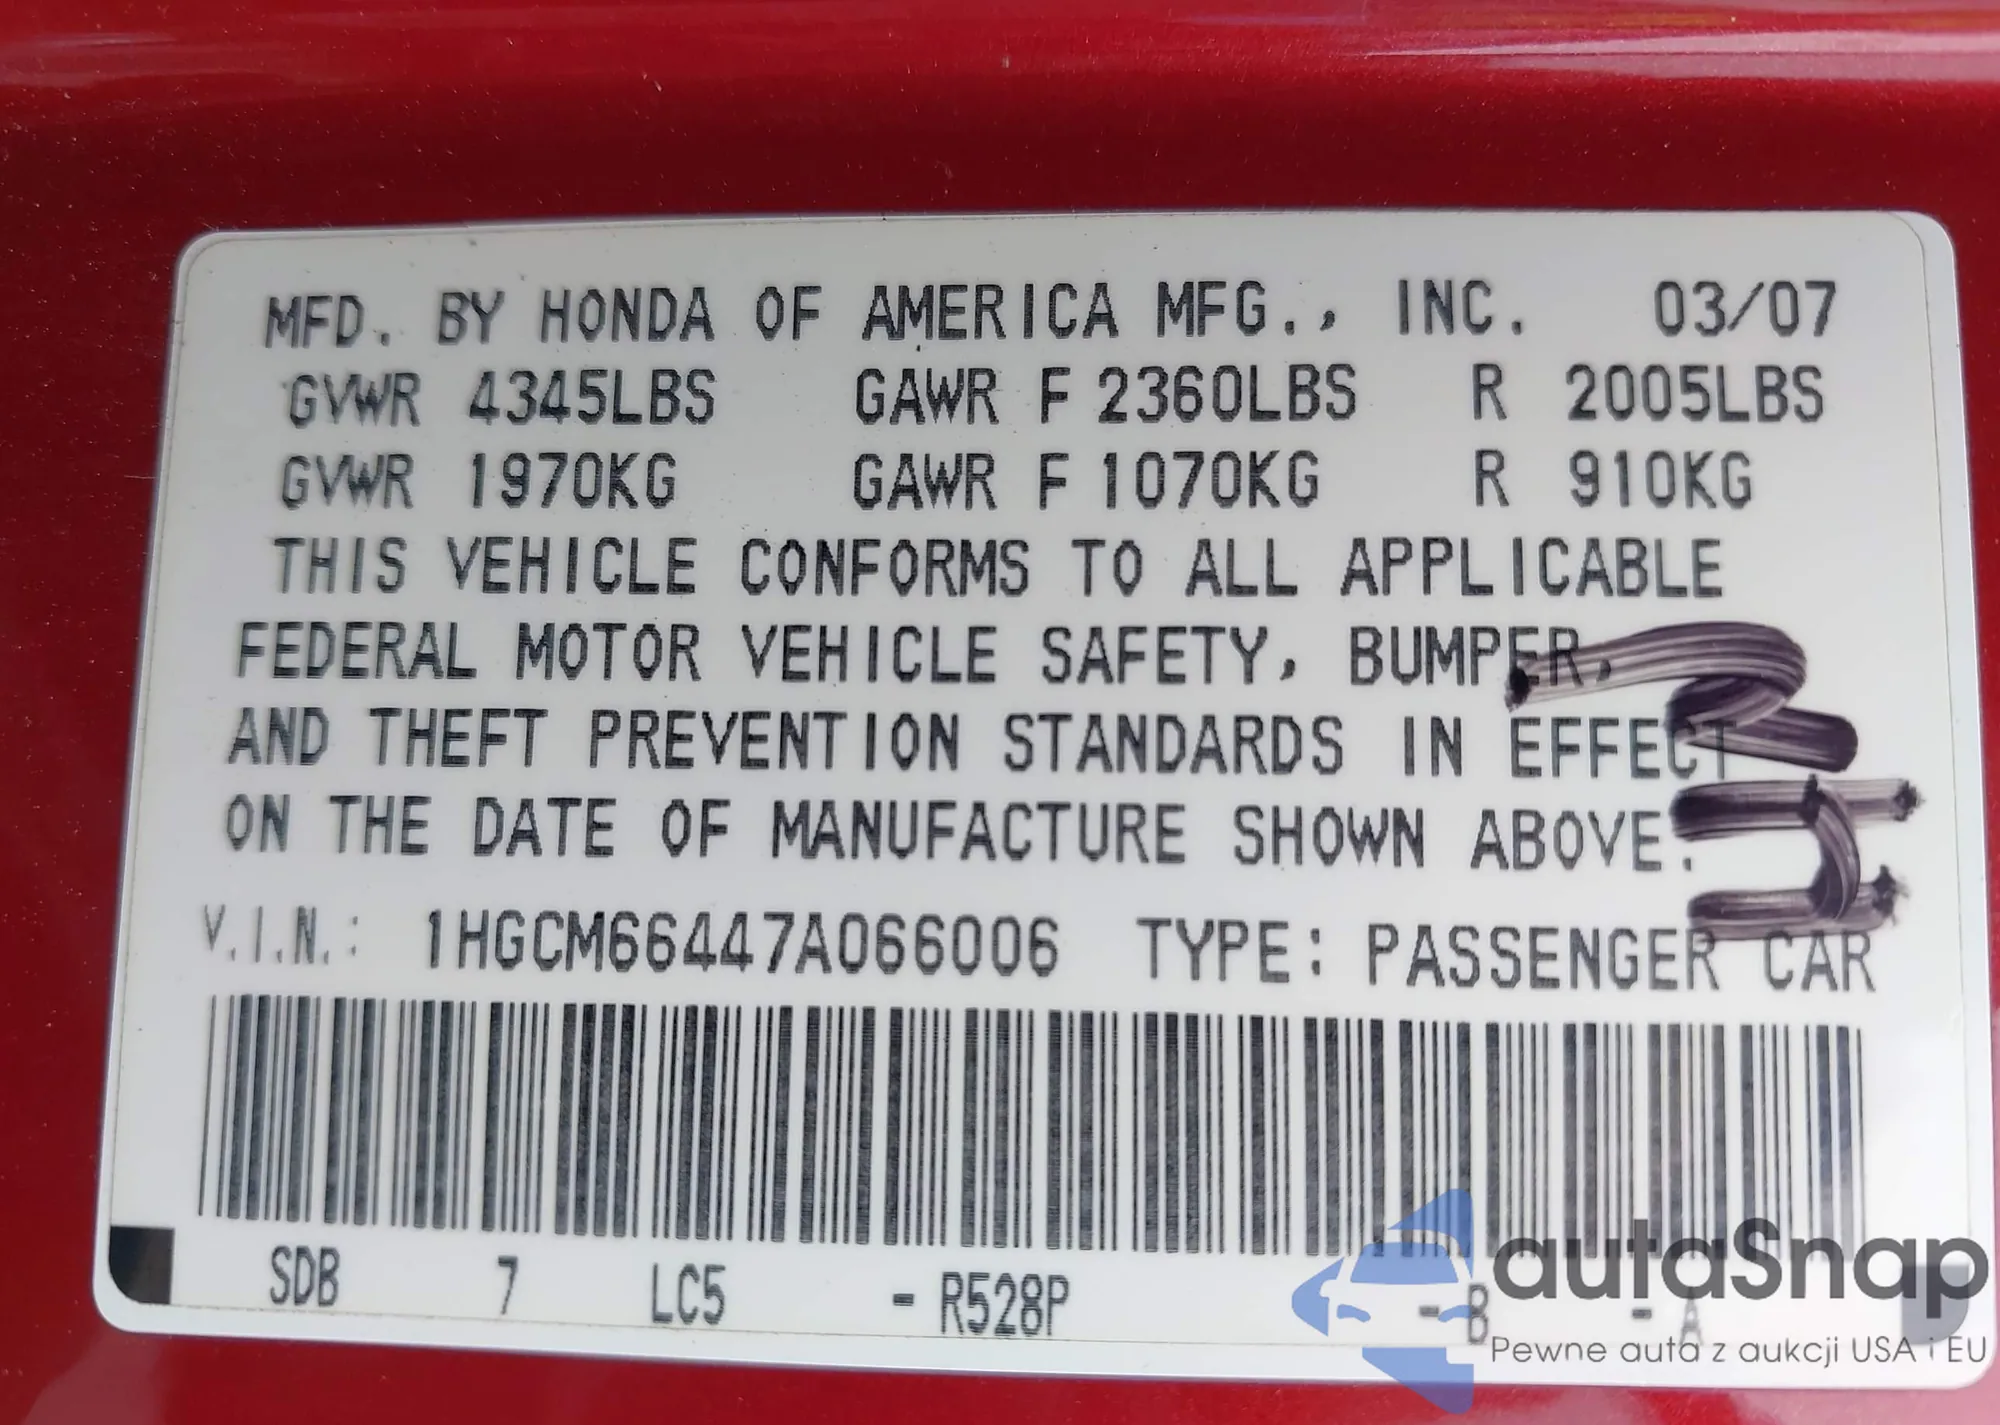 MFD. BY HONDA OF AMERICA MFG., INC. 03/07
GVWR 4345LBS GAWR F 2360LBS R 2005LBS
GVWR 1970KG GAWR F 1070KG R 910KG
THIS VEHICLE CONFORMS TO ALL APPLICABLE
FEDERAL MOTOR VEHICLE SAFETY, BUMPER,
AND THEFT PREVENTION STANDARDS IN EFFECT
ON THE DATE OF MANUFACTURE SHOWN ABOVE.
V.I.N.: 1HGCM66447A066006 TYPE: PASSENGER CAR
SDB 7 LC5 - R528P - B - A
autaSnap
Pewne auta z aukcji USA i EU